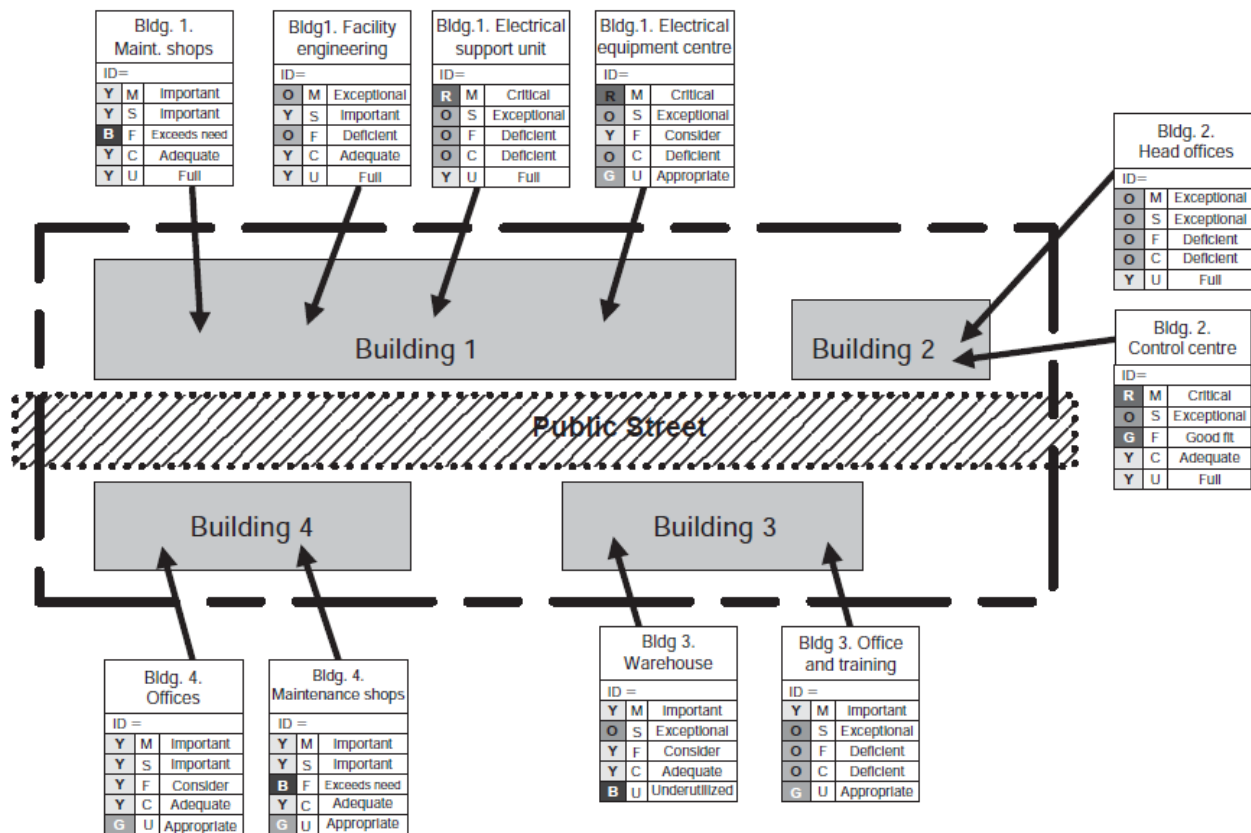 Bldg. 1.
Maint. shops
ID=
Y M Important
Y S Important
B F Exceeds need
Y C Adequate
Y U Full
Bldg1. Facility
engineering
ID=
O M Exceptional
Y S Important
O F Deficient
Y C Adequate
Y U Full
Bldg.1. Electrical
support unit
ID=
R M Critical
O S Exceptional
O F Deficient
O C Deficient
Y U Full
Bldg.1. Electrical
equipment centre
ID=
R M Critical
O S Exceptional
Y F Consider
O C Deficient
G U Appropriate
Bldg. 2.
Head offices
ID=
O M Exceptional
O S Exceptional
O F Deficient
O C Deficient
Y U Full
Building 1
Building 2
Bldg. 2.
Control centre
ID=
R M Critical
O S Exceptional
G F Good fit
Y C Adequate
Y U Full
Public Street
Building 4
Building 3
Bldg. 4.
Offices
ID =
Y M Important
Y S Important
Y F Consider
Y C Adequate
G U Appropriate
Bldg. 4.
Maintenance shops
ID =
Y M Important
Y S Important
B F Exceeds need
Y C Adequate
G U Appropriate
Bldg 3.
Warehouse
ID =
Y M Important
O S Exceptional
Y F Consider
Y C Adequate
B U Underutilized
Bldg 3. Office
and training
ID =
Y M Important
O S Exceptional
O F Deficient
O C Deficient
G U Appropriate